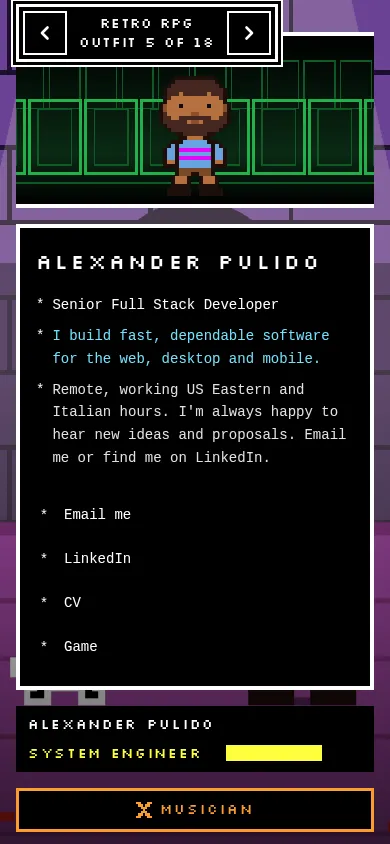 RETRO RPG
OUTFIT 5 OF 18
ALEXANDER PULIDO
* Senior Full Stack Developer
* I build fast, dependable software
for the web, desktop and mobile.
* Remote, working US Eastern and
Italian hours. I'm always happy to
hear new ideas and proposals. Email
me or find me on LinkedIn.
* Email me
* LinkedIn
* CV
* Game
ALEXANDER PULIDO
SYSTEM ENGINEER
MUSICIAN